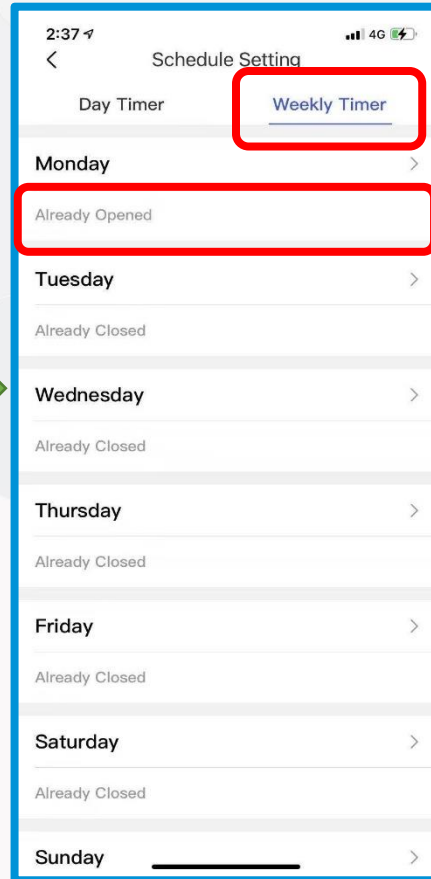 2:37 4G
Schedule Setting
Day Timer Weekly Timer
Monday
Already Opened
Tuesday
Already Closed
Wednesday
Already Closed
Thursday
Already Closed
Friday
Already Closed
Saturday
Already Closed
Sunday